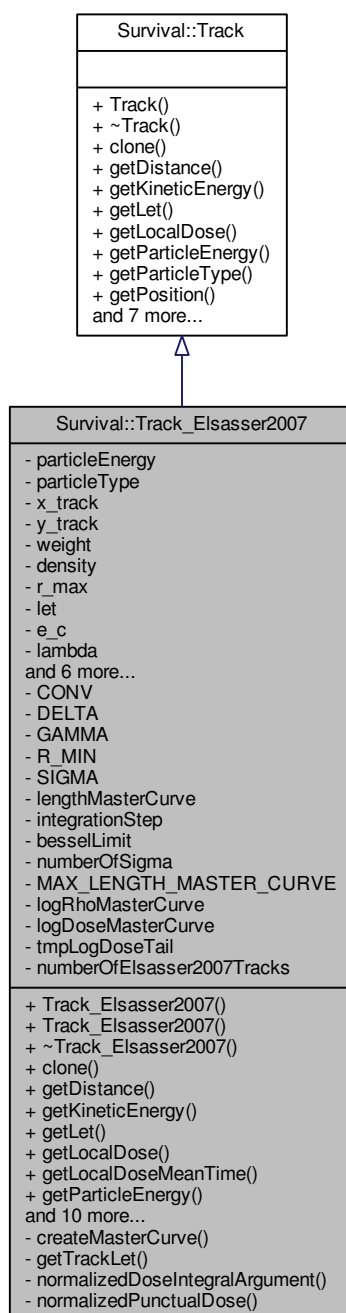 Survival::Track
+ Track()
+ ~Track()
+ clone()
+ getDistance()
+ getKineticEnergy()
+ getLet()
+ getLocalDose()
+ getParticleEnergy()
+ getParticleType()
+ getPosition()
and 7 more...
Survival::Track_Elsasser2007
- particleEnergy
- particleType
- x_track
- y_track
- weight
- density
- r_max
- let
- e_c
- lambda
and 6 more...
- CONV
- DELTA
- GAMMA
- R_MIN
- SIGMA
- lengthMasterCurve
- integrationStep
- besselLimit
- numberOfSigma
- MAX_LENGTH_MASTER_CURVE
- logRhoMasterCurve
- logDoseMasterCurve
- tmpLogDoseTail
- numberOfElsasser2007Tracks
+ Track_Elsasser2007()
+ Track_Elsasser2007()
+ ~Track_Elsasser2007()
+ clone()
+ getDistance()
+ getKineticEnergy()
+ getLet()
+ getLocalDose()
+ getLocalDoseMeanTime()
+ getParticleEnergy()
and 10 more...
- createMasterCurve()
- getTrackLet()
- normalizedDoseIntegralArgument()
- normalizedPunctualDose()